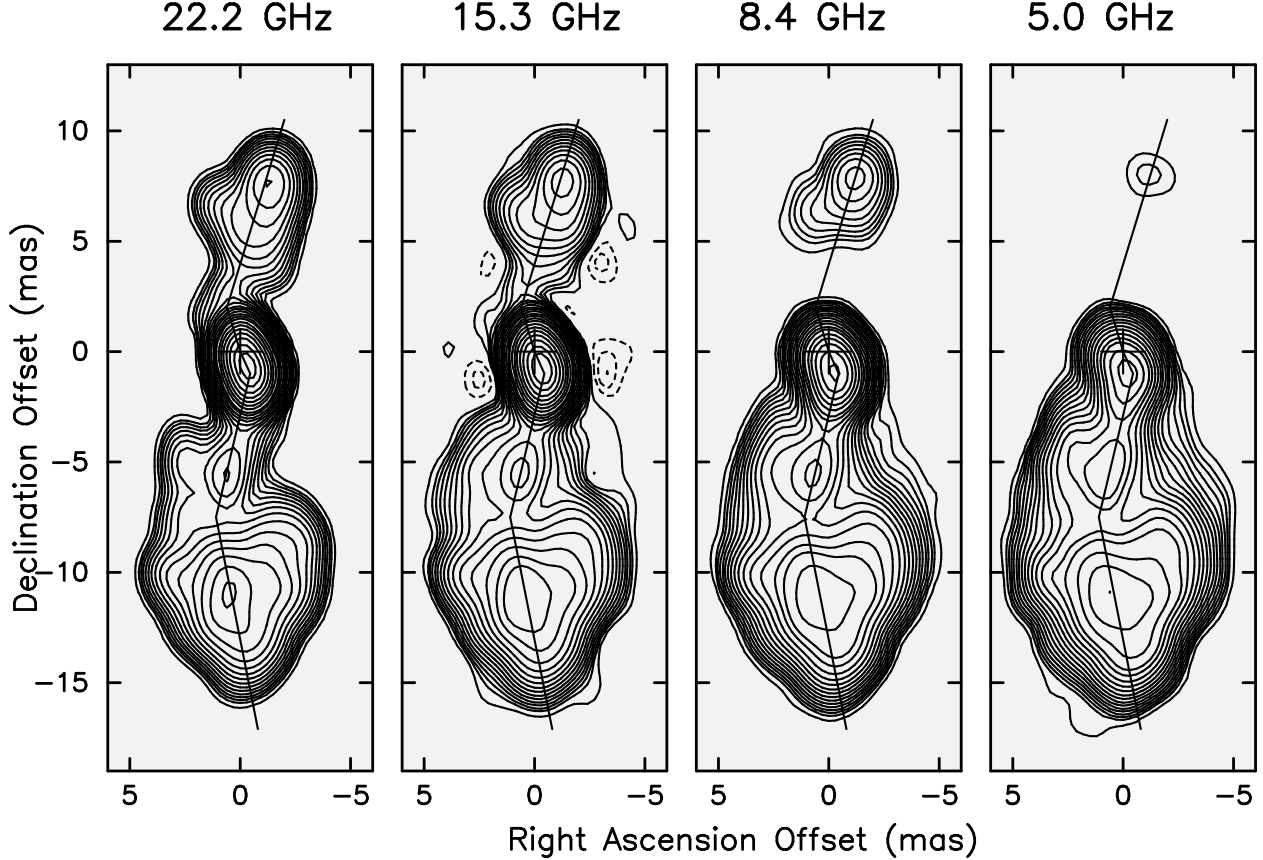 22.2 GHz 15.3 GHz 8.4 GHz 5.0 GHz
10
5
0
−5
−10
−15
Declination Offset (mas)
5 0 −5 5 0 −5 5 0 −5 5 0 −5
Right Ascension Offset (mas)